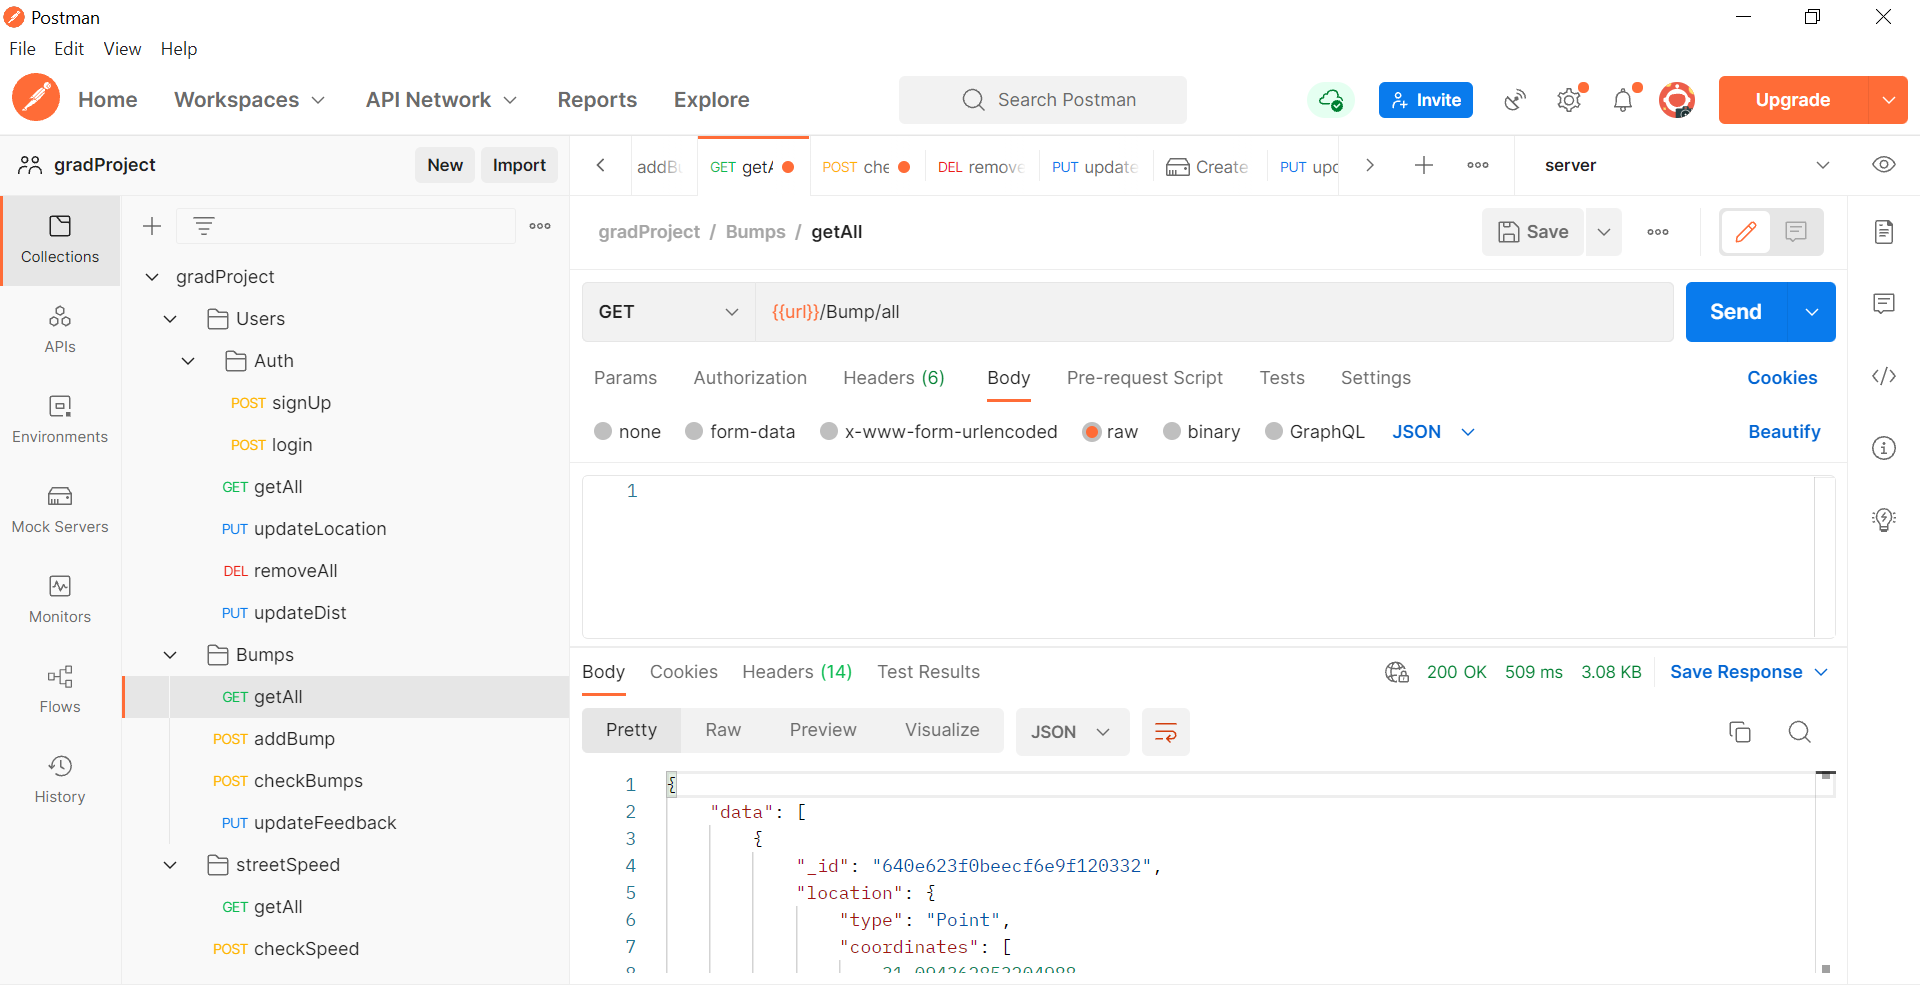 Postman
File Edit View Help
Home Workspaces API Network Reports Explore Search Postman Invite Upgrade
gradProject New Import addBu GET getA POST che DEL remove PUT update Create PUT upd server
gradProject / Bumps / getAll Save
Collections
gradProject
GET {{url}}/Bump/all Send
Users
APIs
Auth
Params Authorization Headers (6) Body Pre-request Script Tests Settings Cookies
POST signUp
none form-data x-www-form-urlencoded raw binary GraphQL JSON Beautify
Environments
POST login
GET getAll
1
Mock Servers
PUT updateLocation
DEL removeAll
Monitors
PUT updateDist
Bumps
Body Cookies Headers (14) Test Results 200 OK 509 ms 3.08 KB Save Response
Flows
GET getAll
Pretty Raw Preview Visualize JSON
POST addBump
POST checkBumps
History
PUT updateFeedback
streetSpeed
GET getAll
POST checkSpeed
1 {
2 "data": [
3 {
4 "_id": "640e623f0beecf6e9f120332",
5 "location": {
6 "type": "Point",
7 "coordinates": [
8 31.094362853204988